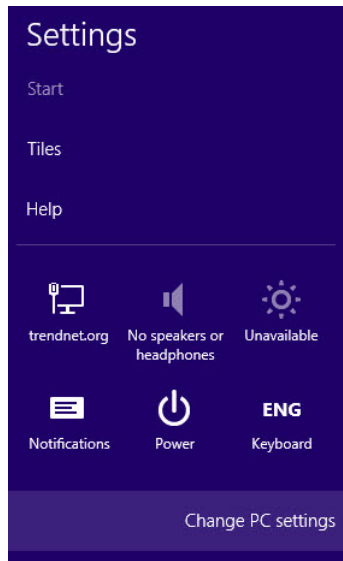 Settings
Start
Tiles
Help
trendnet.org
No speakers or
headphones
Unavailable
Notifications
Power
ENG
Keyboard
Change PC settings